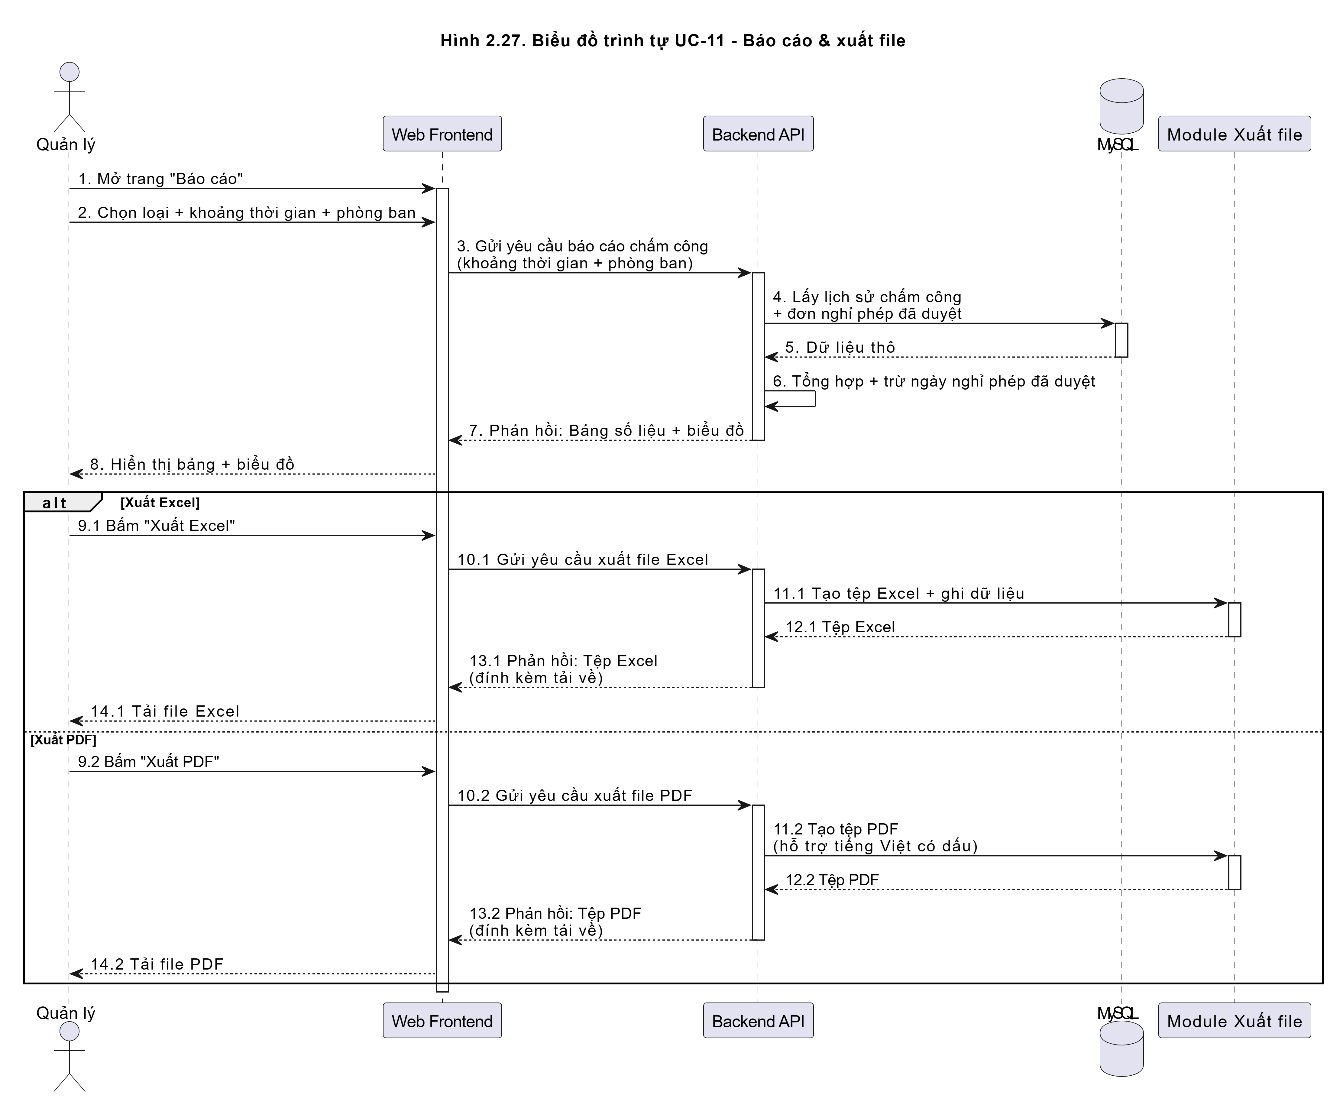 Hình 2.27. Biểu đồ trình tự UC-11 - Báo cáo & xuất file
Quản lý
Web Frontend
Backend API
MySQL
Module Xuất file
1. Mở trang "Báo cáo"
2. Chọn loại + khoảng thời gian + phòng ban
3. Gửi yêu cầu báo cáo chấm công
(khoảng thời gian + phòng ban)
4. Lấy lịch sử chấm công
+ đơn nghỉ phép đã duyệt
5. Dữ liệu thô
6. Tổng hợp + trừ ngày nghỉ phép đã duyệt
7. Phản hồi: Bảng số liệu + biểu đồ
8. Hiển thị bảng + biểu đồ
alt
[Xuất Excel]
9.1 Bấm "Xuất Excel"
10.1 Gửi yêu cầu xuất file Excel
11.1 Tạo tệp Excel + ghi dữ liệu
12.1 Tệp Excel
13.1 Phản hồi: Tệp Excel
(đính kèm tải về)
14.1 Tải file Excel
[Xuất PDF]
9.2 Bấm "Xuất PDF"
10.2 Gửi yêu cầu xuất file PDF
11.2 Tạo tệp PDF
(hỗ trợ tiếng Việt có dấu)
12.2 Tệp PDF
13.2 Phản hồi: Tệp PDF
(đính kèm tải về)
14.2 Tải file PDF
Quản lý
Web Frontend
Backend API
MySQL
Module Xuất file